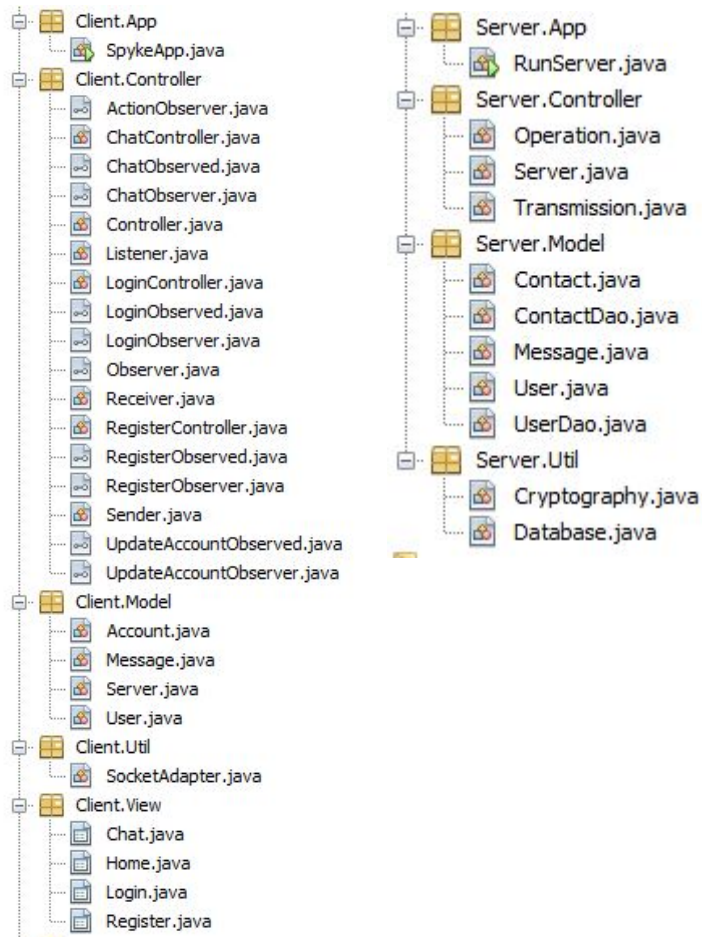 Client.App
SpykeApp.java
Client.Controller
ActionObserver.java
ChatController.java
ChatObserved.java
ChatObserver.java
Controller.java
Listener.java
LoginController.java
LoginObserved.java
LoginObserver.java
Observer.java
Receiver.java
RegisterController.java
RegisterObserved.java
RegisterObserver.java
Sender.java
UpdateAccountObserved.java
UpdateAccountObserver.java
Client.Model
Account.java
Message.java
Server.java
User.java
Client.Util
SocketAdapter.java
Client.View
Chat.java
Home.java
Login.java
Register.java
Server.App
RunServer.java
Server.Controller
Operation.java
Server.java
Transmission.java
Server.Model
Contact.java
ContactDao.java
Message.java
User.java
UserDao.java
Server.Util
Cryptography.java
Database.java